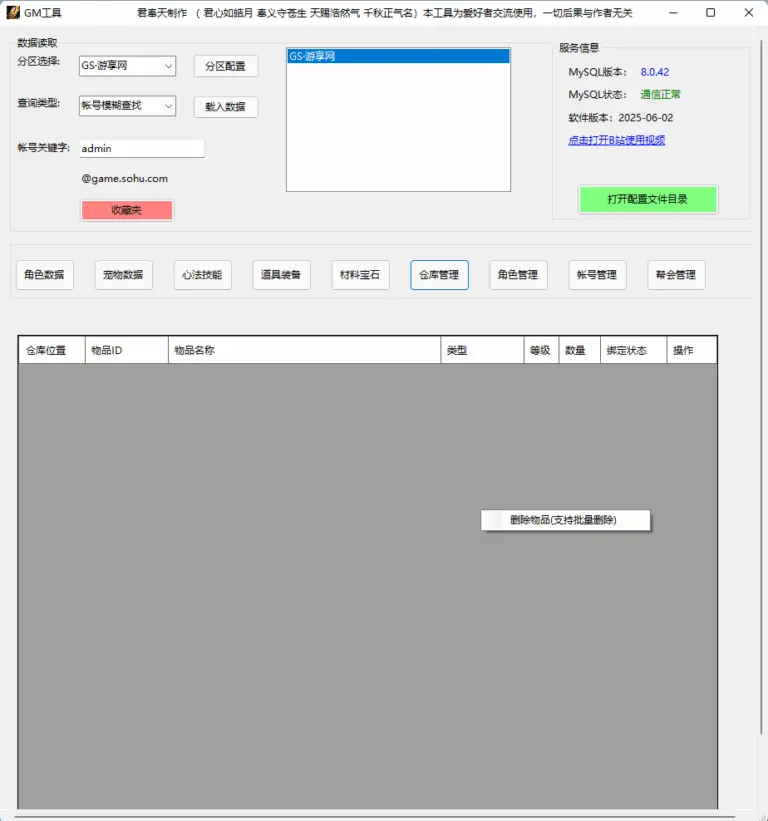 GM工具 君奉天制作 （ 君心如皓月 奉义守苍生 天赐浩然气 千秋正气名）本工具为爱好者交流使用，一切后果与作者无关
数据读取
分区选择: GS-游享网 分区配置
查询类型: 帐号模糊查找 载入数据
帐号关键字: admin
@game.sohu.com
收藏夹
GS-游享网
服务信息
MySQL版本： 8.0.42
MySQL状态： 通信正常
软件版本：2025-06-02
点击打开B站使用视频
打开配置文件目录
角色数据 宠物数据 心法技能 道具装备 材料宝石 仓库管理 角色管理 帐号管理 帮会管理
仓库位置 物品ID 物品名称 类型 等级 数量 绑定状态 操作
删除物品(支持批量删除)